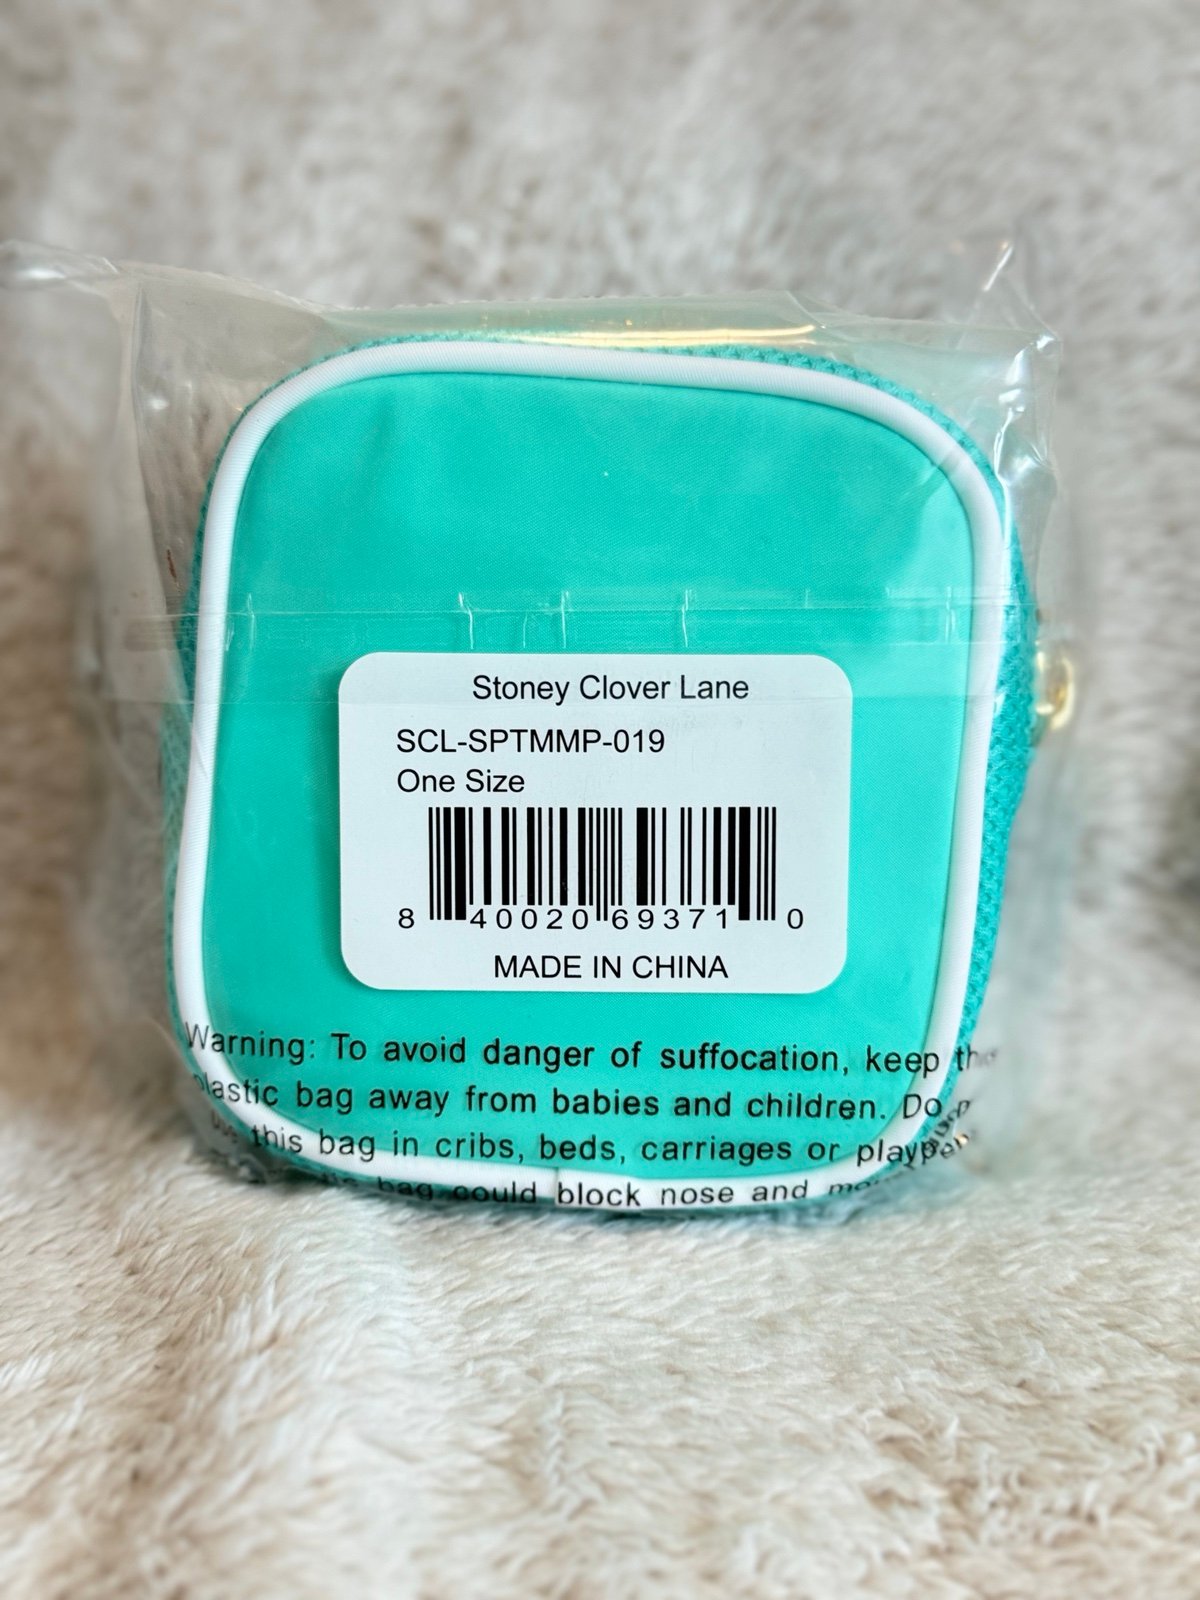 Stoney Clover Lane
SCL-SPTMMP-019
One Size
8 40020 69371 0
MADE IN CHINA
Warning: To avoid danger of suffocation, keep this
plastic bag away from babies and children. Do
this bag in cribs, beds, carriages or playpens
bag could block nose and